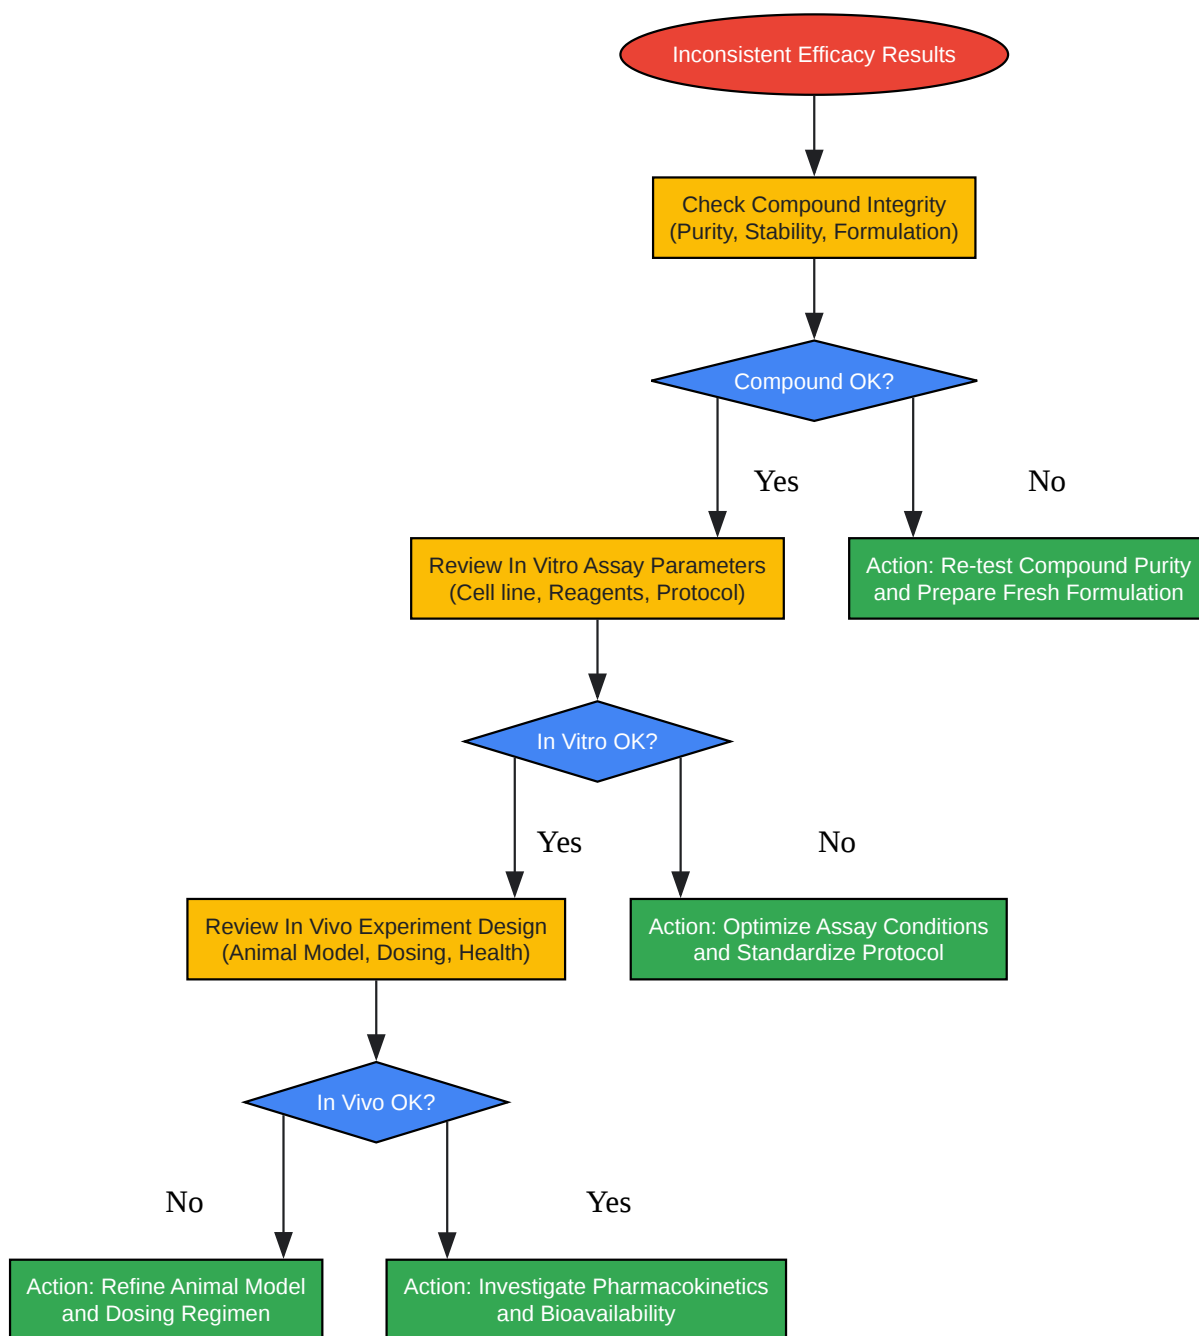 Inconsistent Efficacy Results
Check Compound Integrity
(Purity, Stability, Formulation)
Compound OK?
Yes
No
Review In Vitro Assay Parameters
(Cell line, Reagents, Protocol)
Action: Re-test Compound Purity
and Prepare Fresh Formulation
In Vitro OK?
Yes
No
Review In Vivo Experiment Design
(Animal Model, Dosing, Health)
Action: Optimize Assay Conditions
and Standardize Protocol
In Vivo OK?
No
Yes
Action: Refine Animal Model
and Dosing Regimen
Action: Investigate Pharmacokinetics
and Bioavailability